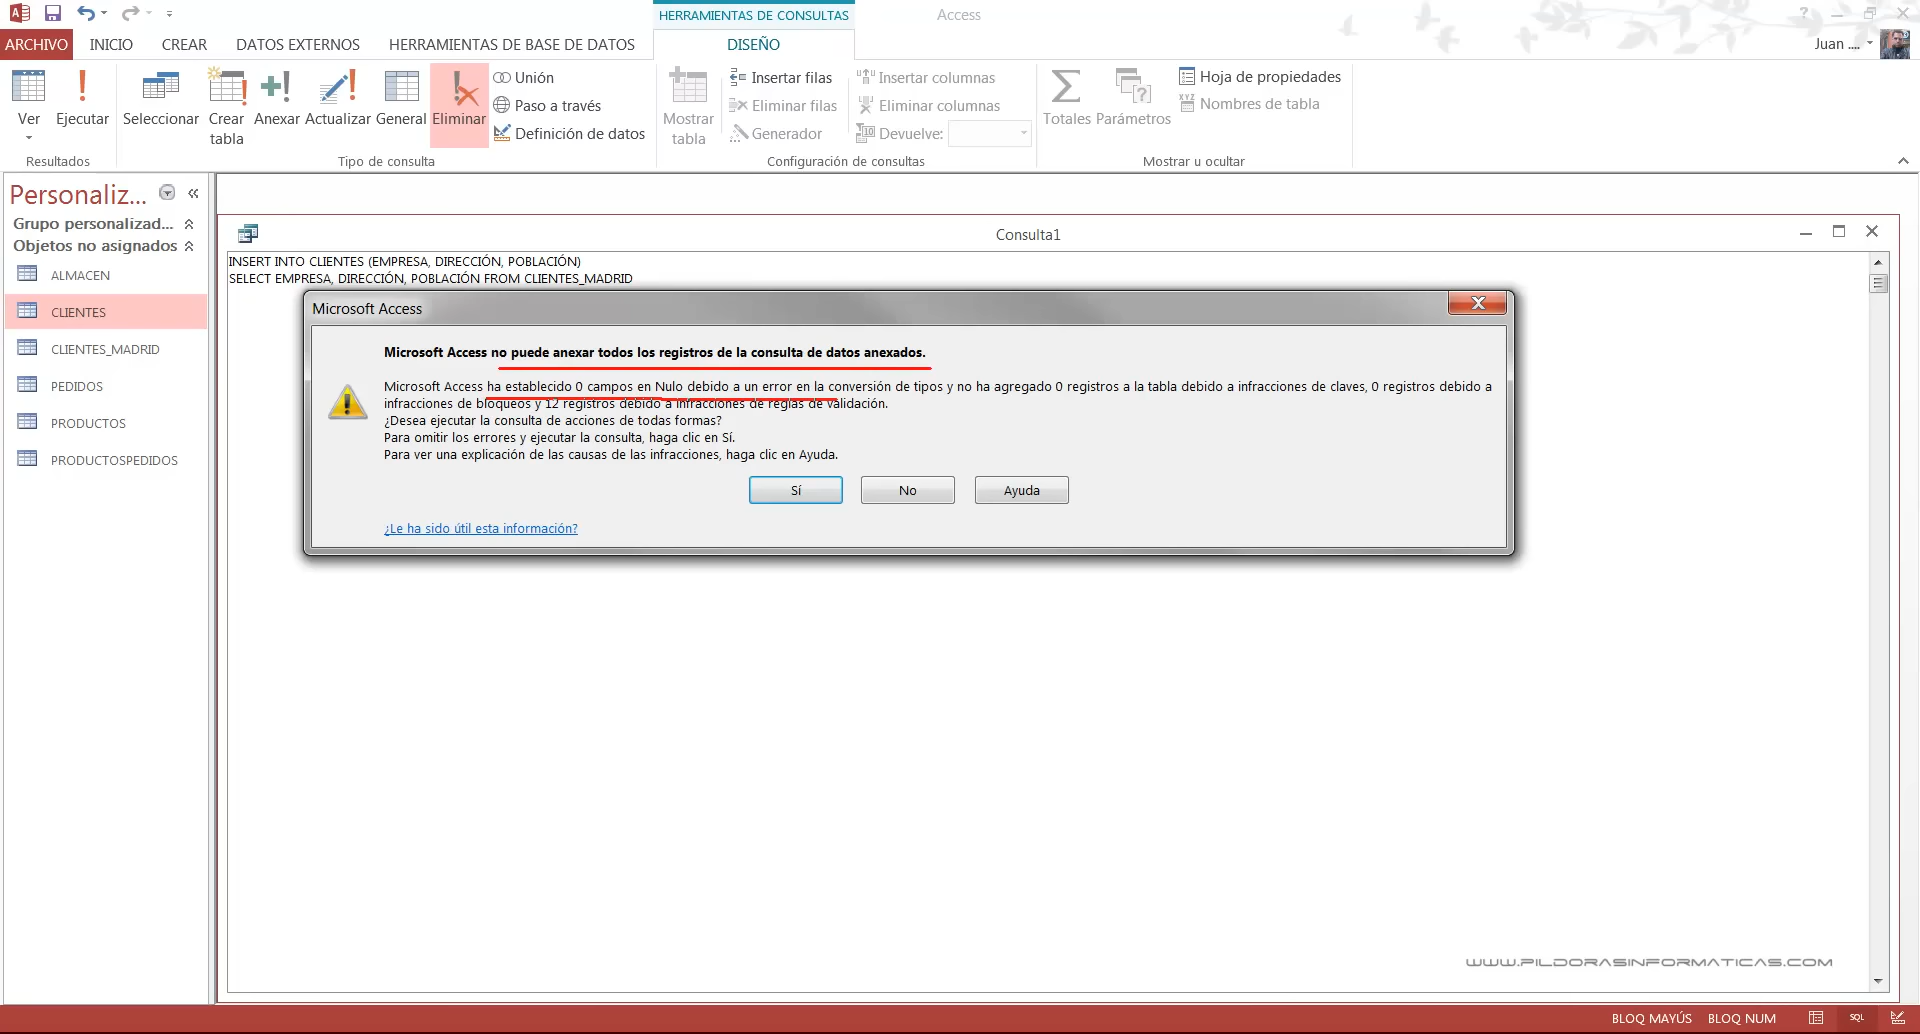 HERRAMIENTAS DE CONSULTAS
Access
ARCHIVO
INICIO
CREAR
DATOS EXTERNOS
HERRAMIENTAS DE BASE DE DATOS
DISEÑO
Juan ....
Ver
Ejecutar
Resultados
Seleccionar
Crear
tabla
Anexar
Actualizar
General
Eliminar
Unión
Paso a través
Definición de datos
Tipo de consulta
Mostrar
tabla
Insertar filas
Eliminar filas
Generador
Insertar columnas
Eliminar columnas
Devuelve:
Configuración de consultas
Totales
Parámetros
Hoja de propiedades
Nombres de tabla
Mostrar u ocultar
Personaliz...
Grupo personalizad...
Objetos no asignados
ALMACEN
CLIENTES
CLIENTES_MADRID
PEDIDOS
PRODUCTOS
PRODUCTOSPEDIDOS
Consulta1
INSERT INTO CLIENTES (EMPRESA, DIRECCIÓN, POBLACIÓN)
SELECT EMPRESA, DIRECCIÓN, POBLACIÓN FROM CLIENTES_MADRID
Microsoft Access
Microsoft Access no puede anexar todos los registros de la consulta de datos anexados.
Microsoft Access ha establecido 0 campos en Nulo debido a un error en la conversión de tipos y no ha agregado 0 registros a la tabla debido a infracciones de claves, 0 registros debido a
infracciones de bloqueos y 12 registros debido a infracciones de reglas de validación.
¿Desea ejecutar la consulta de acciones de todas formas?
Para omitir los errores y ejecutar la consulta, haga clic en Sí.
Para ver una explicación de las causas de las infracciones, haga clic en Ayuda.
Sí
No
Ayuda
¿Le ha sido útil esta información?
WWW.PILDORASINFORMATICAS.COM
BLOQ MAYÚS
BLOQ NUM
SQL